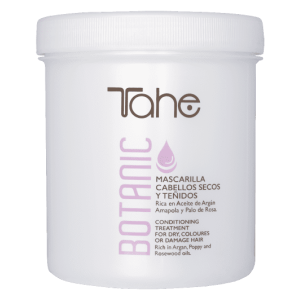 Tahe
BOTANIC
MASCARILLA
CABELLOS SECOS
Y TEÑIDOS
Rica en Aceite de Argán
Amapola y Palo de Rosa.
CONDITIONING
TREATMENT
FOR DRY, COLOURES
OR DAMAGE HAIR
Rich in Argan, Poppy and
Rosewood oils.